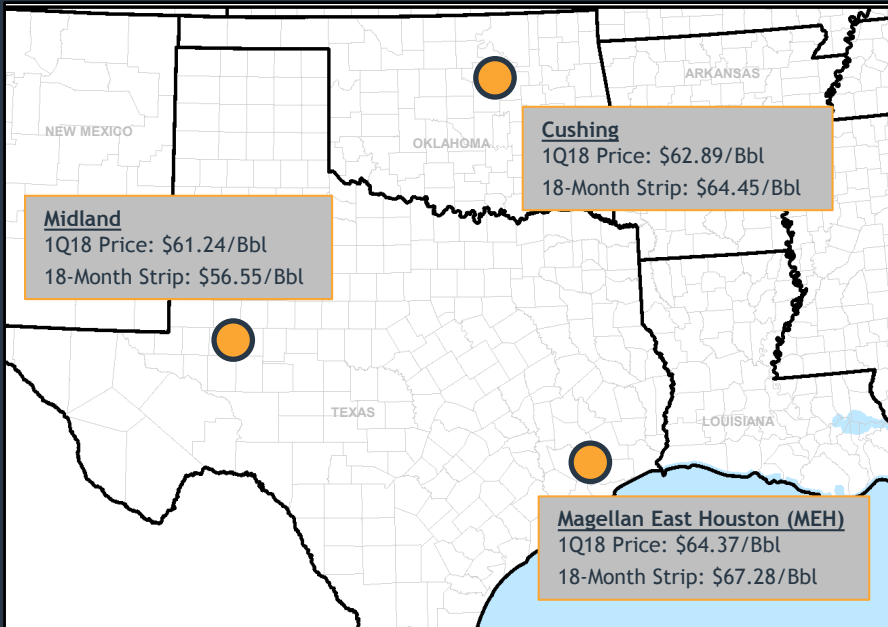 ARKANSAS
NEW MEXICO
OKLAHOMA
Cushing
1Q18 Price: $62.89/Bbl
18-Month Strip: $64.45/Bbl
Midland
1Q18 Price: $61.24/Bbl
18-Month Strip: $56.55/Bbl
TEXAS
LOUISIANA
Magellan East Houston (MEH)
1Q18 Price: $64.37/Bbl
18-Month Strip: $67.28/Bbl